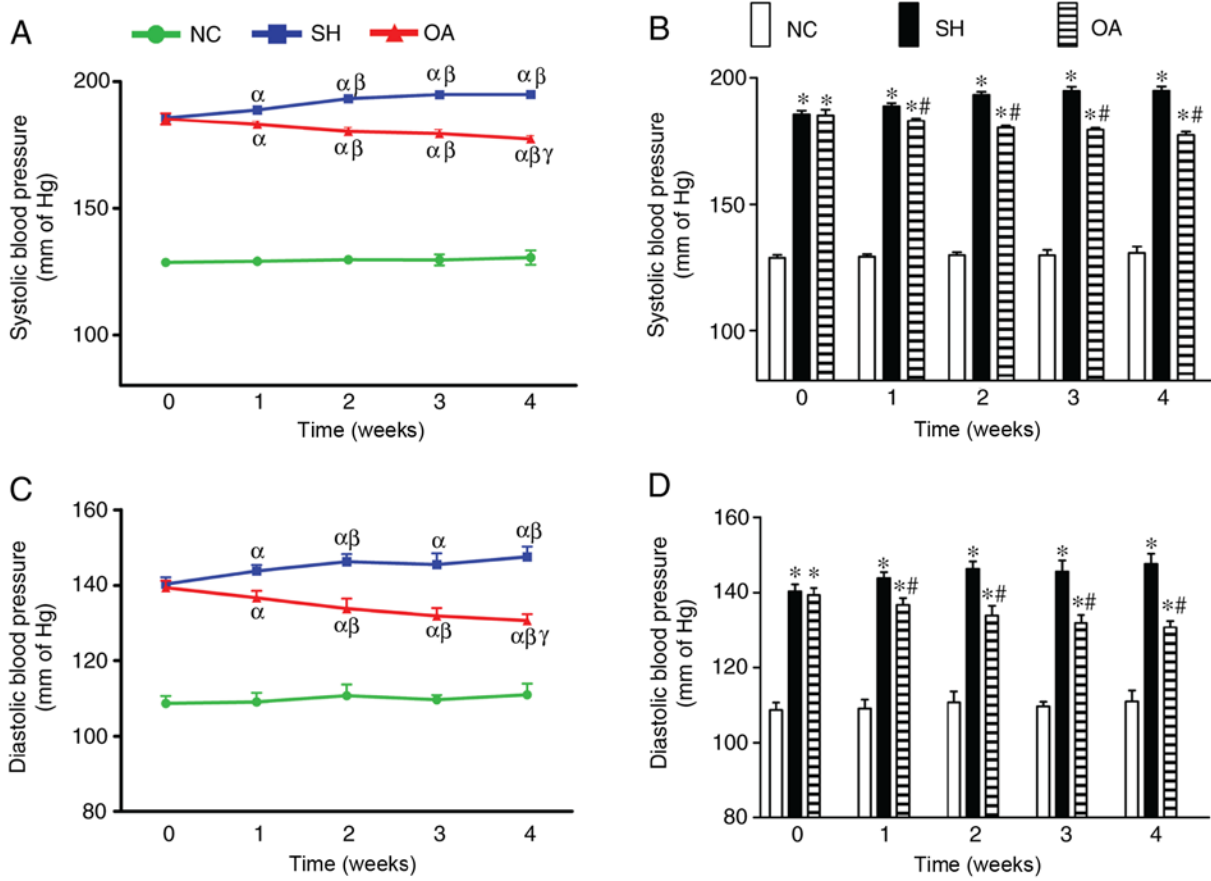 A
NC SH OA
Systolic blood pressure
(mm of Hg)
200
150
100
α αβ αβ αβ
α αβ αβ αβγ
0 1 2 3 4
Time (weeks)
B
NC SH OA
Systolic blood pressure
(mm of Hg)
200
150
100
* * * *# * *# * *# * *#
0 1 2 3 4
Time (weeks)
C
Diastolic blood pressure
(mm of Hg)
160
140
120
100
80
α αβ α αβ
α αβ αβ αβγ
0 1 2 3 4
Time (weeks)
D
Diastolic blood pressure
(mm of Hg)
160
140
120
100
80
* * * *# * *# * *# * *#
0 1 2 3 4
Time (weeks)